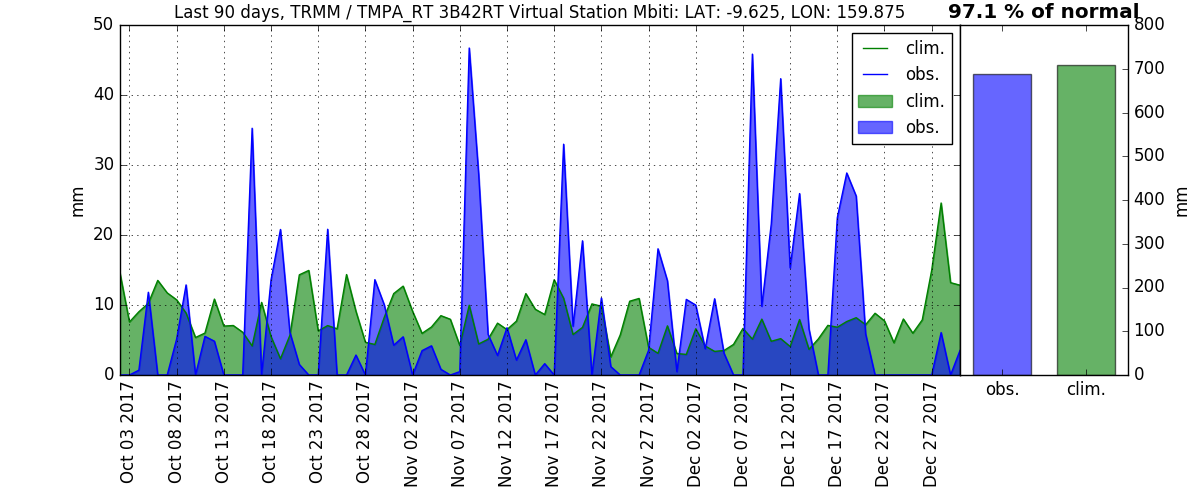 Last 90 days, TRMM / TMPA_RT 3B42RT Virtual Station Mbiti: LAT: -9.625, LON: 159.875
97.1 % of normal
50
40
30
20
10
0
mm
clim.
obs.
clim.
obs.
800
700
600
500
400
300
200
100
0
mm
obs.
clim.
Oct 03 2017
Oct 08 2017
Oct 13 2017
Oct 18 2017
Oct 23 2017
Oct 28 2017
Nov 02 2017
Nov 07 2017
Nov 12 2017
Nov 17 2017
Nov 22 2017
Nov 27 2017
Dec 02 2017
Dec 07 2017
Dec 12 2017
Dec 17 2017
Dec 22 2017
Dec 27 2017